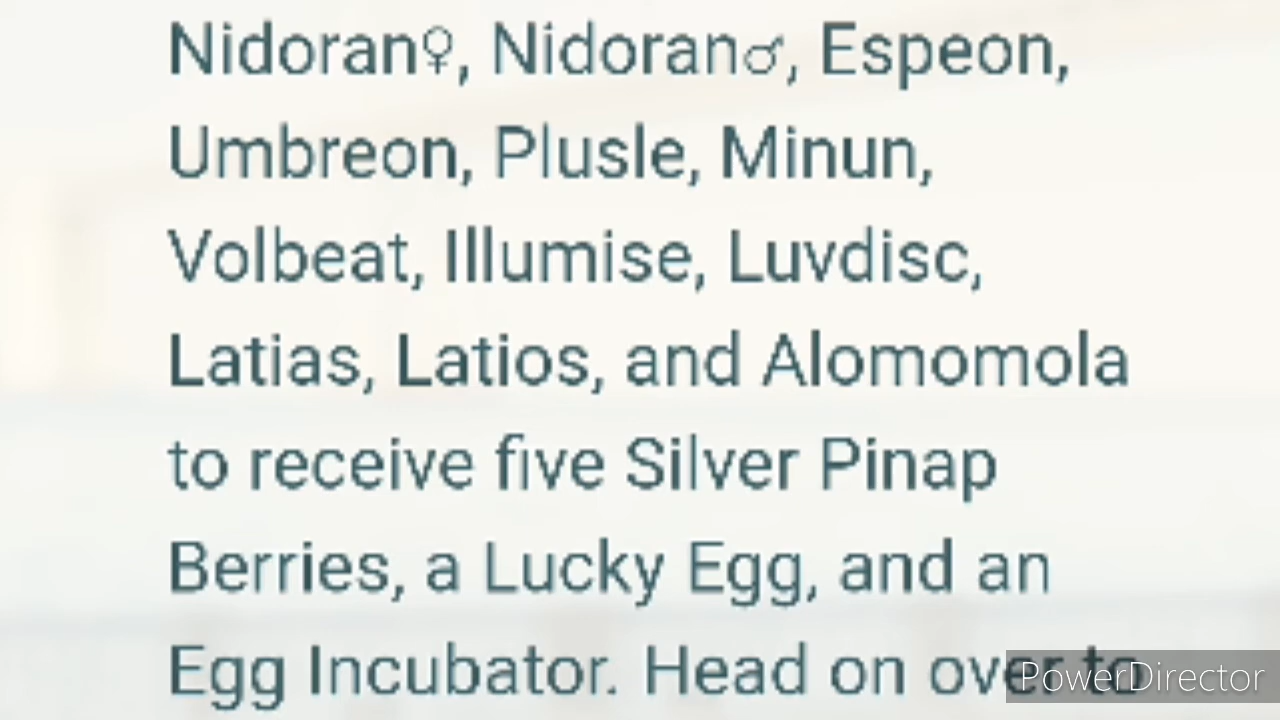 Nidoran♀, Nidoran♂, Espeon,
Umbreon, Plusle, Minun,
Volbeat, Illumise, Luvdisc,
Latias, Latios, and Alomomola
to receive five Silver Pinap
Berries, a Lucky Egg, and an
Egg Incubator. Head on over to
PowerDirector